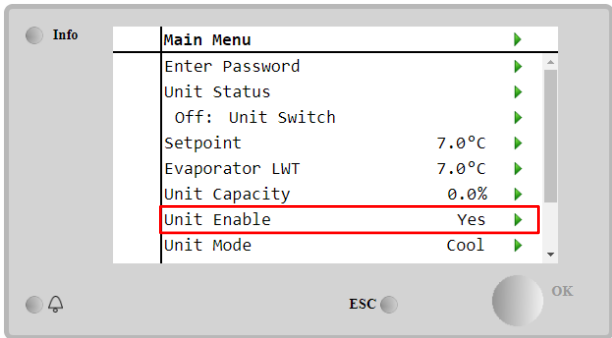 Info
Main Menu
Enter Password
Unit Status
Off: Unit Switch
Setpoint 7.0°C
Evaporator LWT 7.0°C
Unit Capacity 0.0%
Unit Enable Yes
Unit Mode Cool
ESC
OK